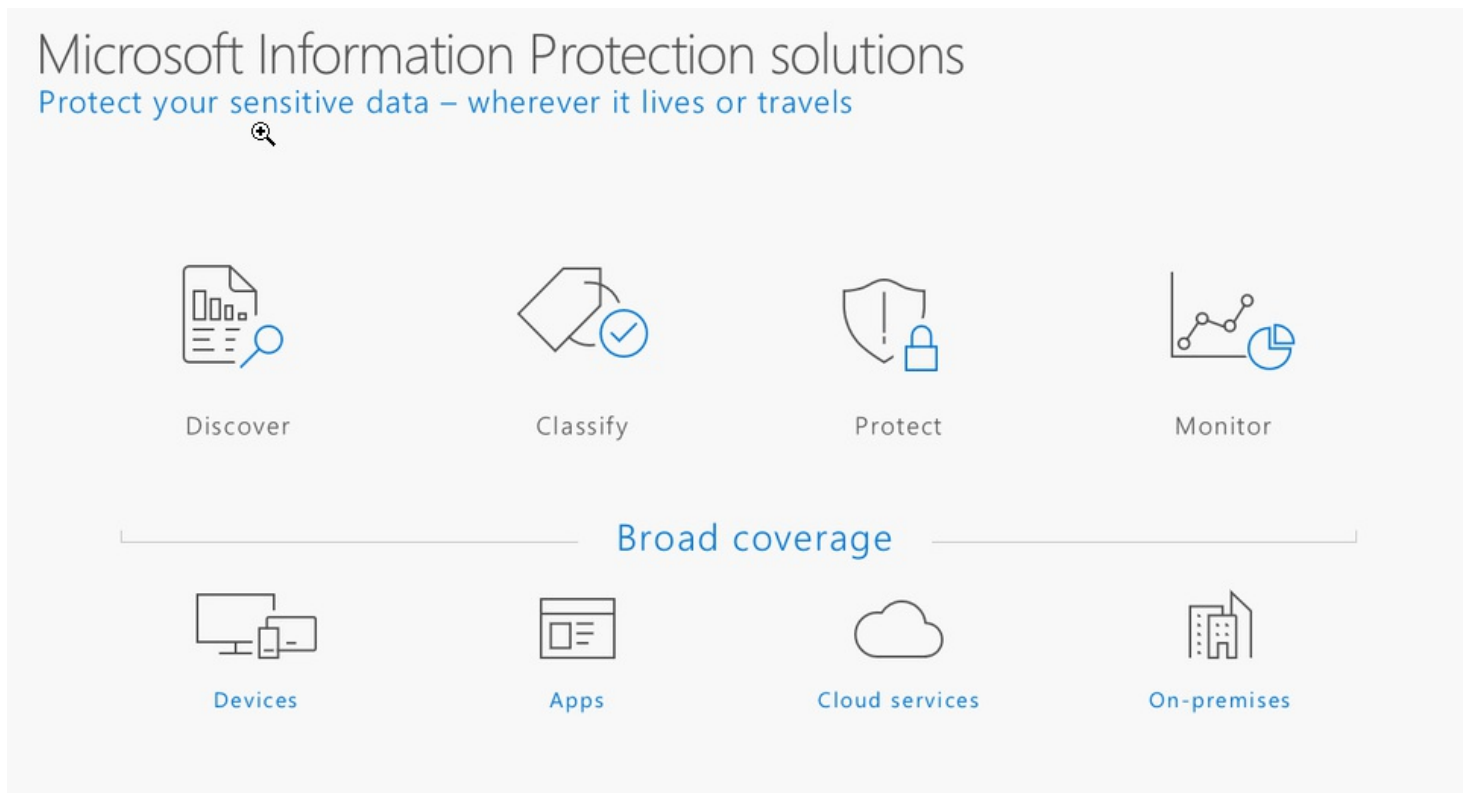 Microsoft Information Protection solutions
Protect your sensitive data – wherever it lives or travels
Discover
Classify
Protect
Monitor
Broad coverage
Devices
Apps
Cloud services
On-premises